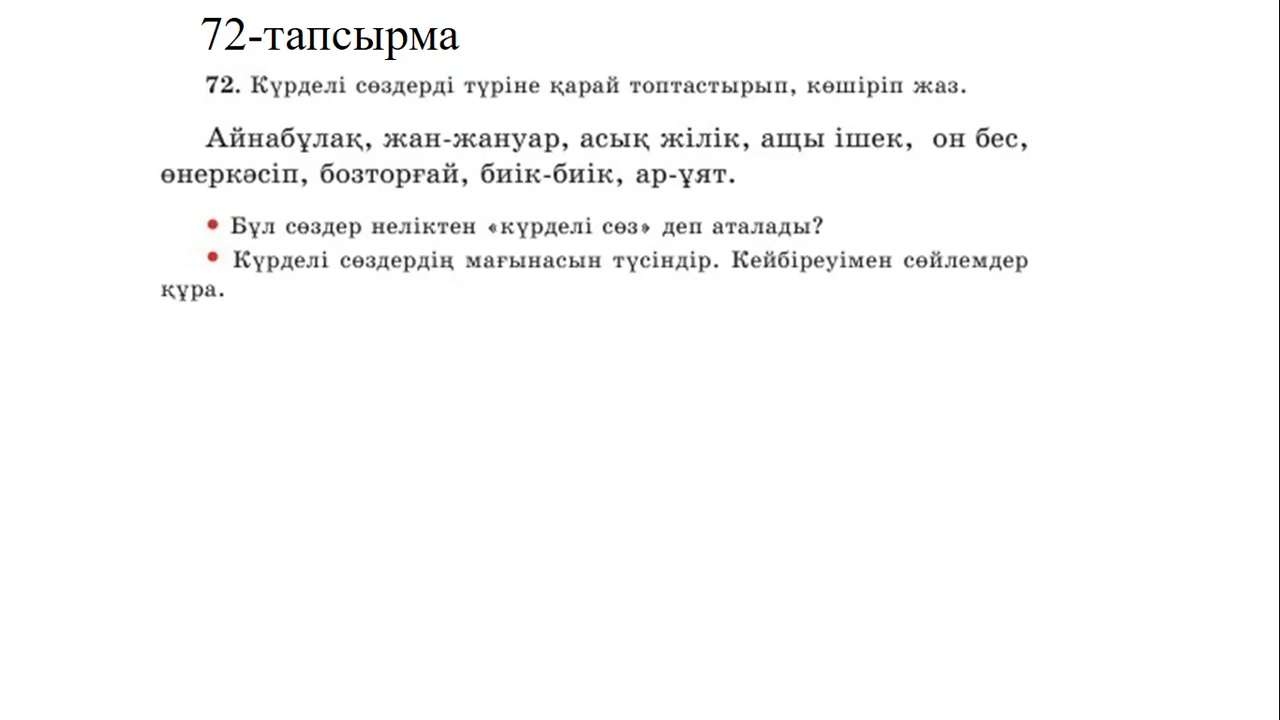 72-тапсырма
72. Күрделі сөздерді түріне қарай топтастырып, көшіріп жаз.
Айнабұлақ, жан-жануар, асық жілік, ащы ішек, он бес,
өнеркәсіп, бозторғай, биік-биік, ар-ұят.
• Бұл сөздер неліктен «күрделі сөз» деп аталады?
• Күрделі сөздердің мағынасын түсіндір. Кейбіреуімен сөйлемдер
құра.